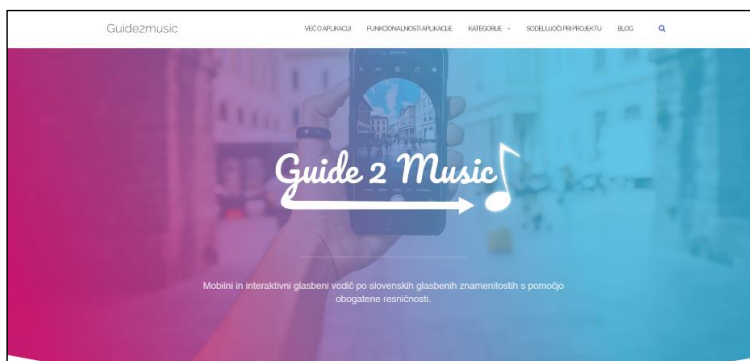 Guide2music
VEČ O APLIKACIJI FUNKCIONALNOSTI APLIKACIJE KATEGORIJE SODELUJOČI PRI PROJEKTU BLOG
Guide 2 Music
Mobilni in interaktivni glasbeni vodič po slovenskih glasbenih znamenitostih s pomočjo
obogatene resničnosti.